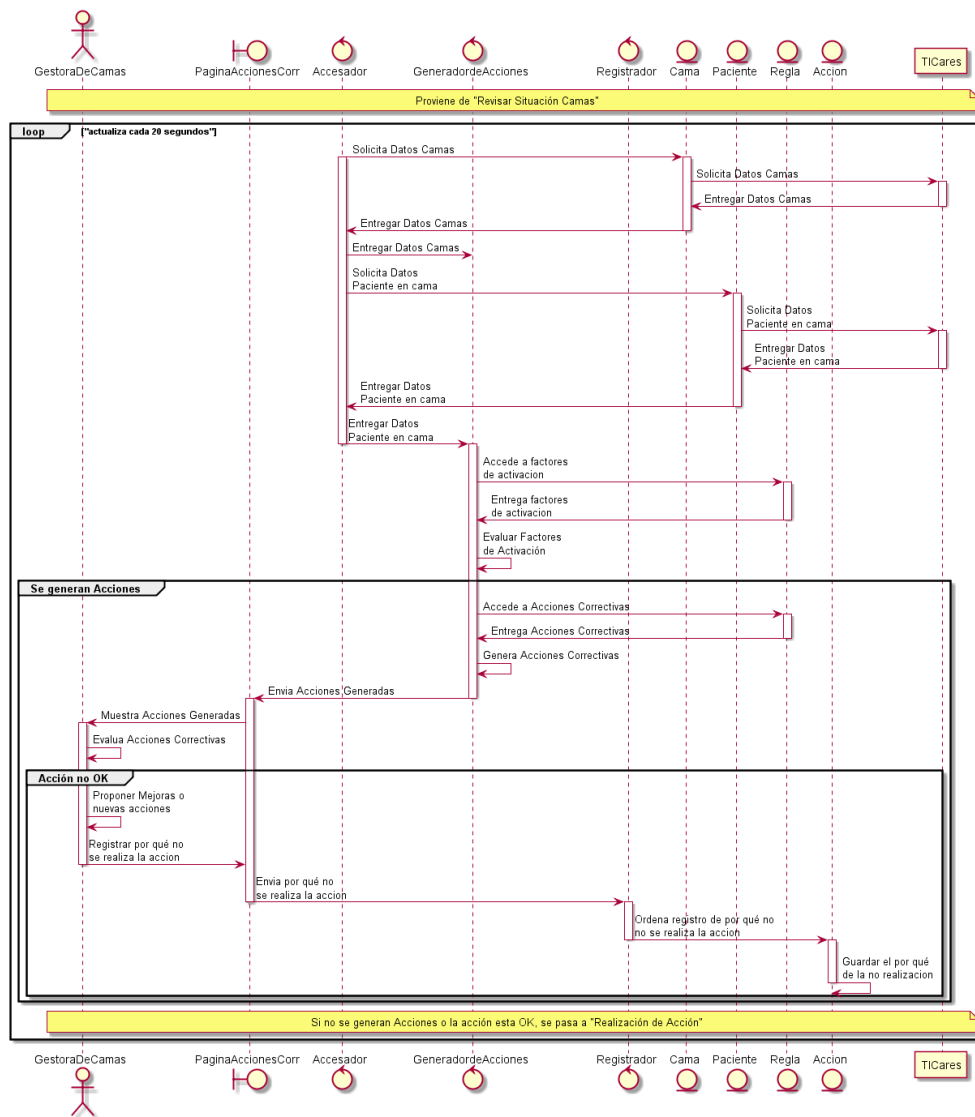 GestoraDeCamas PaginaAccionesCorr Accesador GeneradordeAcciones Registrador Cama Paciente Regla Accion TICares
Proviene de "Revisar Situación Camas"
loop ["actualiza cada 20 segundos"]
Solicita Datos Camas
Solicita Datos Camas
Entregar Datos Camas
Entregar Datos Camas
Entregar Datos Camas
Solicita Datos
Paciente en cama
Solicita Datos
Paciente en cama
Entregar Datos
Paciente en cama
Entregar Datos
Paciente en cama
Entregar Datos
Paciente en cama
Accede a factores
de activacion
Entrega factores
de activacion
Evaluar Factores
de Activación
Se generan Acciones
Accede a Acciones Correctivas
Entrega Acciones Correctivas
Genera Acciones Correctivas
Envia Acciones Generadas
Muestra Acciones Generadas
Evalua Acciones Correctivas
Acción no OK
Proponer Mejoras o
nuevas acciones
Registrar por qué no
se realiza la accion
Envia por qué no
se realiza la accion
Ordena registro de por qué no
no se realiza la accion
Guardar el por qué
de la no realizacion
Si no se generan Acciones o la acción esta OK, se pasa a "Realización de Acción"
GestoraDeCamas PaginaAccionesCorr Accesador GeneradordeAcciones Registrador Cama Paciente Regla Accion TICares